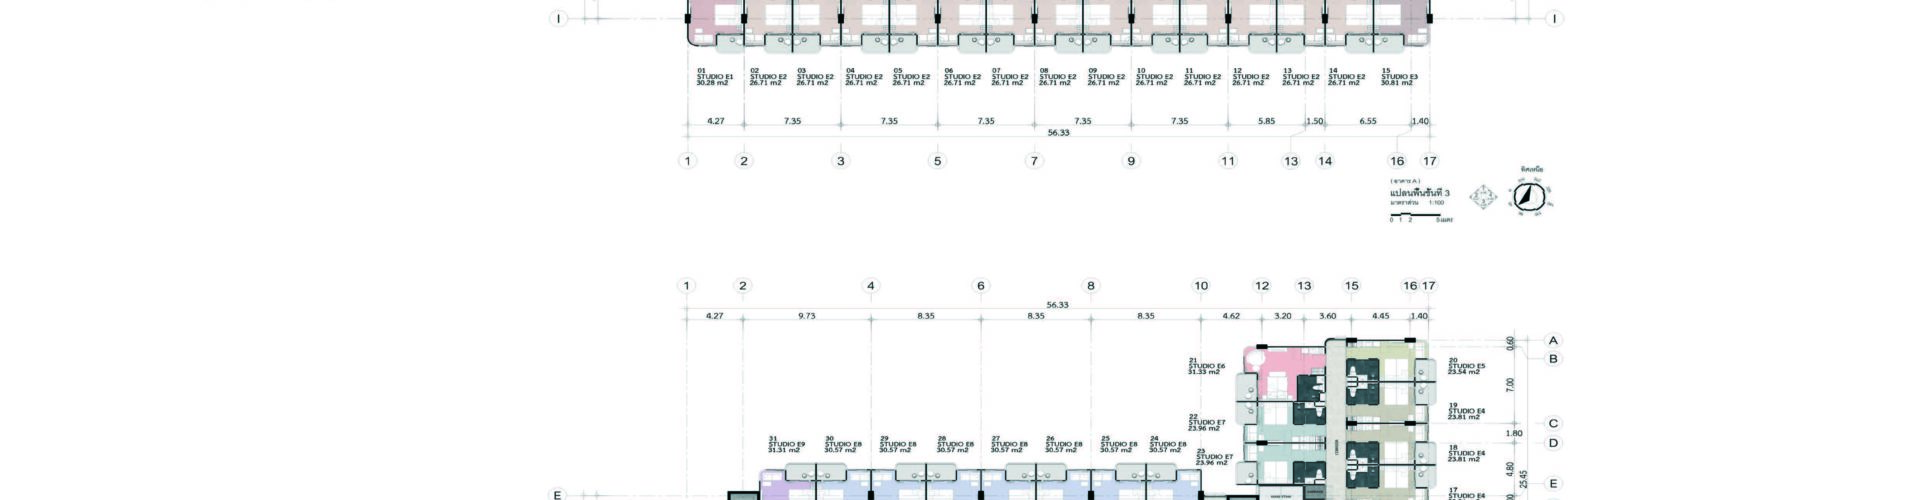 I
I
01
STUDIO E1
30.28 m2
02
STUDIO E2
26.71 m2
03
STUDIO E2
26.71 m2
04
STUDIO E2
26.71 m2
05
STUDIO E2
26.71 m2
06
STUDIO E2
26.71 m2
07
STUDIO E2
26.71 m2
08
STUDIO E2
26.71 m2
09
STUDIO E2
26.71 m2
10
STUDIO E2
26.71 m2
11
STUDIO E2
26.71 m2
12
STUDIO E2
26.71 m2
13
STUDIO E2
26.71 m2
14
STUDIO E2
26.71 m2
15
STUDIO E3
30.81 m2
4.27 7.35 7.35 7.35 7.35 7.35 5.85 1.50 6.55 1.40
56.33
1 2 3 5 7 9 11 13 14 16 17
ทิศเหนือ
( อาคาร A )
แปลนพื้นชั้นที่ 3
มาตราส่วน 1:100
0 1 2 5 เมตร
1 2 4 6 8 10 12 13 15 16 17
56.33
4.27 9.73 8.35 8.35 8.35 4.62 3.20 3.60 4.45 1.40
A
0.60
B
21
STUDIO E6
31.33 m2
20
STUDIO E5
23.54 m2
7.00
22
STUDIO E7
23.96 m2
19
STUDIO E4
23.81 m2
C
1.80
D
31
STUDIO E9
31.31 m2
30
STUDIO E8
30.57 m2
29
STUDIO E8
30.57 m2
28
STUDIO E8
30.57 m2
27
STUDIO E8
30.57 m2
26
STUDIO E8
30.57 m2
25
STUDIO E8
30.57 m2
24
STUDIO E8
30.57 m2
23
STUDIO E7
23.96 m2
18
STUDIO E4
23.81 m2
4.80
25.45
E
E
17
STUDIO E4